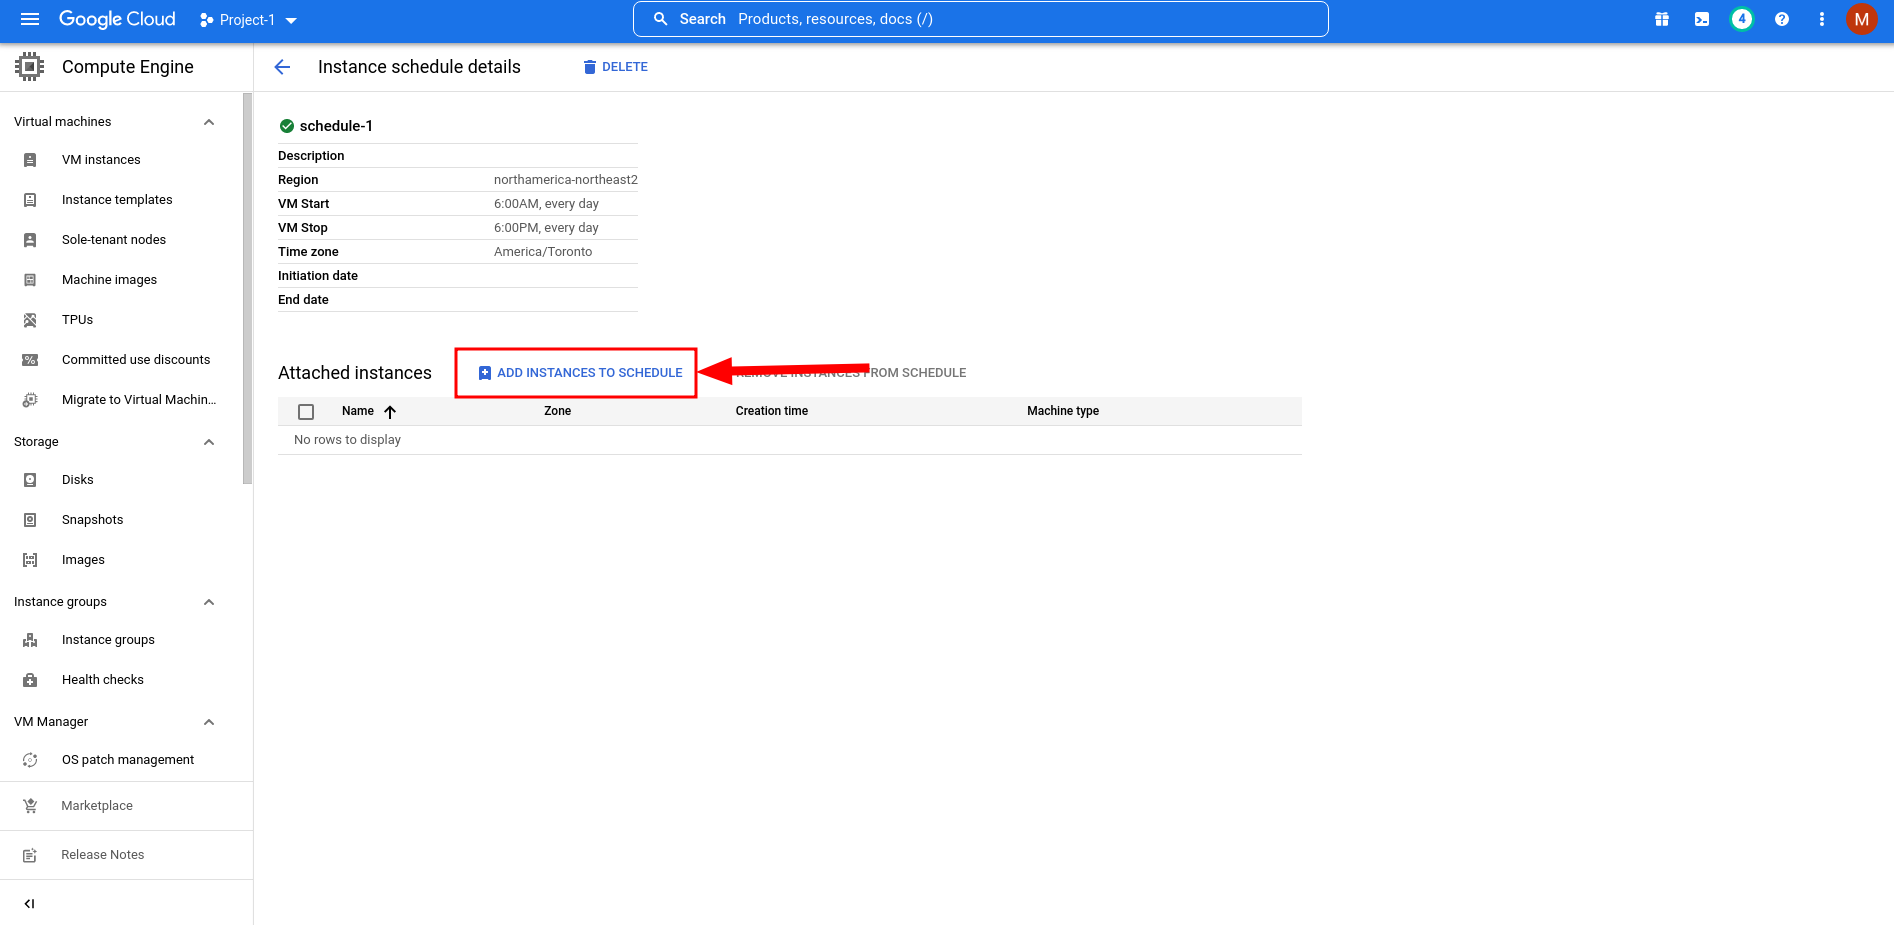 Google Cloud Project-1 Search Products, resources, docs (/) 4 M
Compute Engine
Instance schedule details DELETE
Virtual machines
VM instances
Instance templates
Sole-tenant nodes
Machine images
TPUs
Committed use discounts
Migrate to Virtual Machin...
Storage
Disks
Snapshots
Images
Instance groups
Instance groups
Health checks
VM Manager
OS patch management
Marketplace
Release Notes
schedule-1
Description
Region northamerica-northeast2
VM Start 6:00AM, every day
VM Stop 6:00PM, every day
Time zone America/Toronto
Initiation date
End date
Attached instances ADD INSTANCES TO SCHEDULE REMOVE INSTANCES FROM SCHEDULE
Name Zone Creation time Machine type
No rows to display